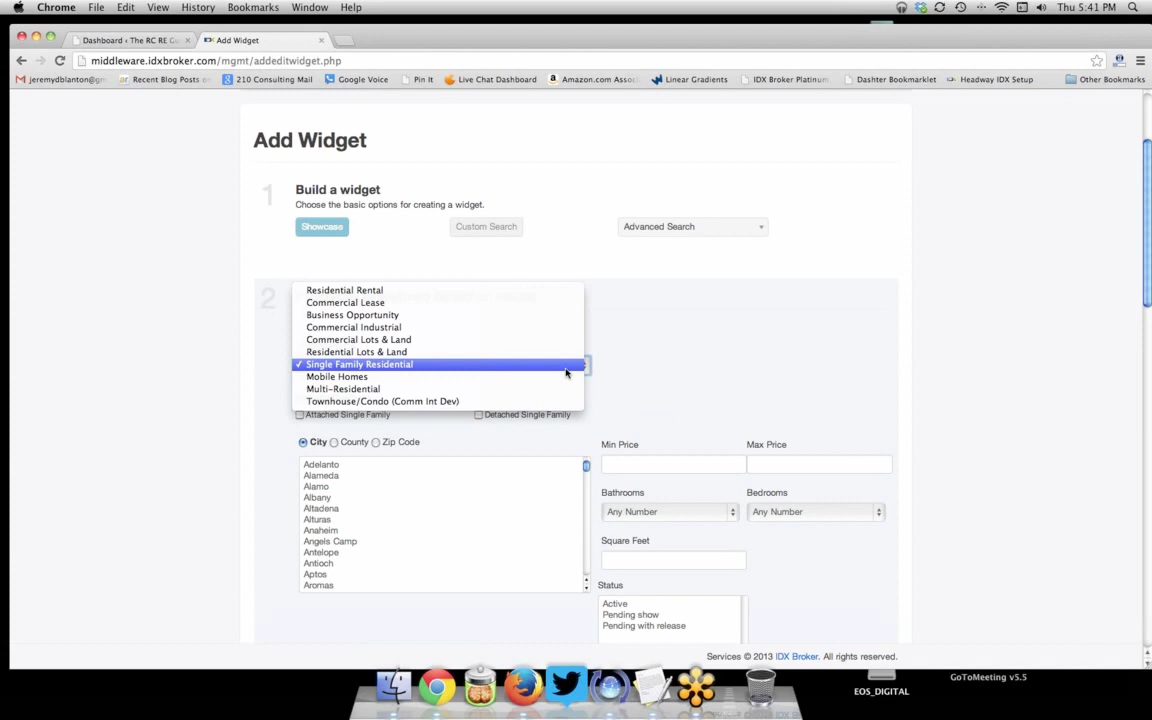 Chrome File Edit View History Bookmarks Window Help Thu 5:41 PM
Dashboard ‹ The RC RE Gu Add Widget
middleware.idxbroker.com/mgmt/addeditwidget.php
jeremydblanton@gm Recent Blog Posts 210 Consulting Mail Google Voice Pin It Live Chat Dashboard Amazon.com Assoc Linear Gradients IDX Broker Platinum Dashter Bookmarklet Headway IDX Setup Other Bookmarks
Add Widget
1 Build a widget
Choose the basic options for creating a widget.
Showcase Custom Search Advanced Search
2
Residential Rental
Commercial Lease
Business Opportunity
Commercial Industrial
Commercial Lots & Land
Residential Lots & Land
✓ Single Family Residential
Mobile Homes
Multi-Residential
Townhouse/Condo (Comm Int Dev)
Attached Single Family Detached Single Family
City County Zip Code
Min Price Max Price
Adelanto
Alameda
Alamo
Albany
Altadena
Alturas
Anaheim
Angels Camp
Antelope
Antioch
Aptos
Aromas
Bathrooms Bedrooms
Any Number Any Number
Square Feet
Status
Active
Pending show
Pending with release
Services © 2013 IDX Broker. All rights reserved.
GoToMeeting v5.5
EOS_DIGITAL